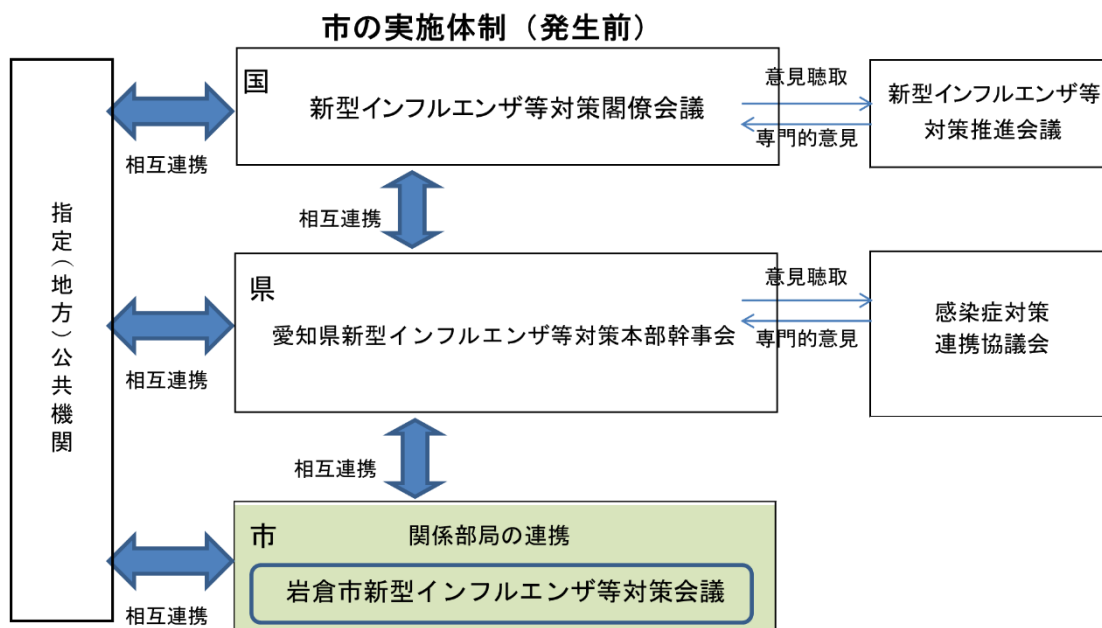 市の実施体制（発生前）
国
新型インフルエンザ等対策閣僚会議
意見聴取
専門的意見
新型インフルエンザ等
対策推進会議
相互連携
相互連携
指定（地方）公共機関
県
愛知県新型インフルエンザ等対策本部幹事会
意見聴取
専門的意見
感染症対策
連携協議会
相互連携
相互連携
市
関係部局の連携
岩倉市新型インフルエンザ等対策会議
相互連携